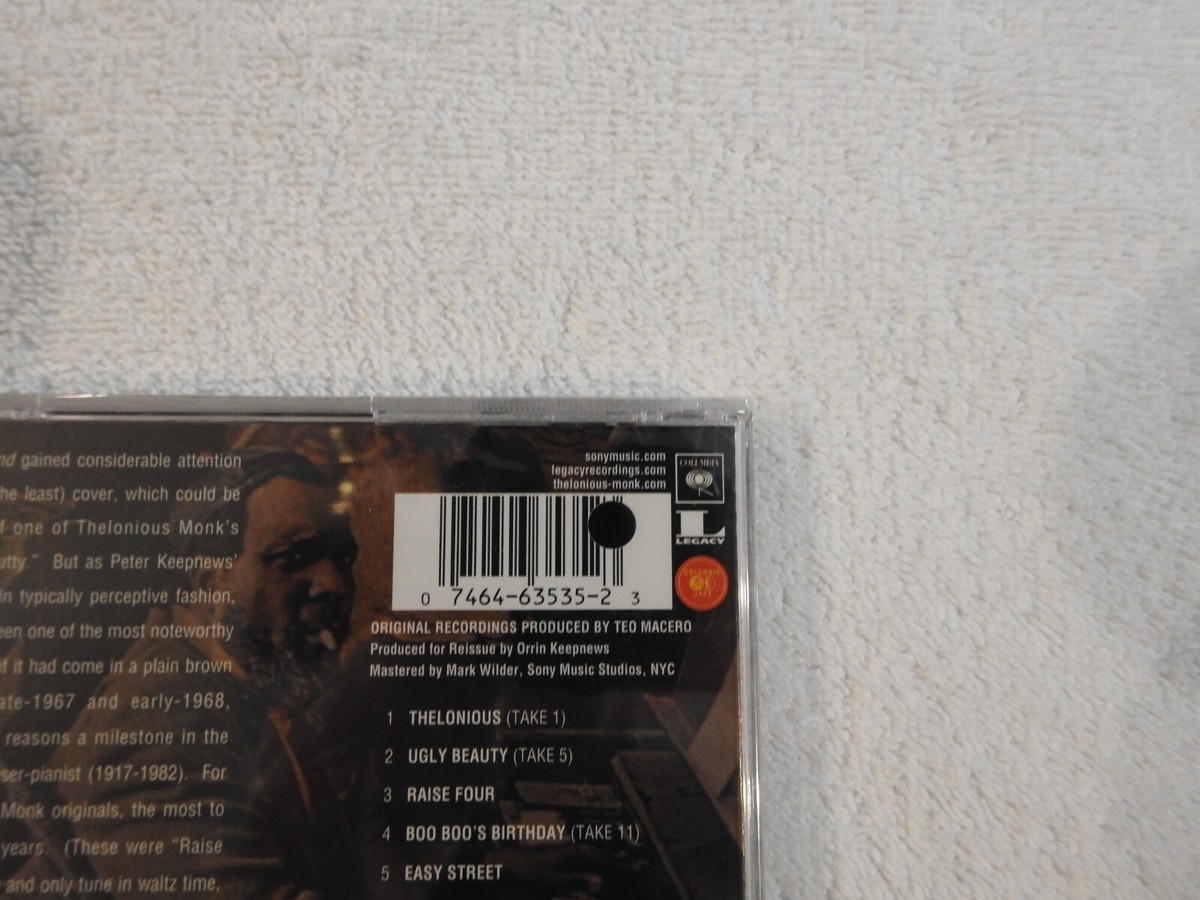 nd gained considerable attention
he least) cover, which could be
f one of Thelonious Monk's
utty." But as Peter Keepnews'
in typically perceptive fashion,
een one of the most noteworthy
if it had come in a plain brown
ate-1967 and early-1968,
reasons a milestone in the
ser-pianist (1917-1982). For
Monk originals, the most to
years. (These were "Raise
and only tune in waltz time,
sonymusic.com
legacyrecordings.com
thelonious-monk.com
COLUMBIA
L
LEGACY
COLUMBIA
JAZZ
0 7464-63535-2 3
ORIGINAL RECORDINGS PRODUCED BY TEO MACERO
Produced for Reissue by Orrin Keepnews
Mastered by Mark Wilder, Sony Music Studios, NYC
1 THELONIOUS (TAKE 1)
2 UGLY BEAUTY (TAKE 5)
3 RAISE FOUR
4 BOO BOO'S BIRTHDAY (TAKE 11)
5 EASY STREET